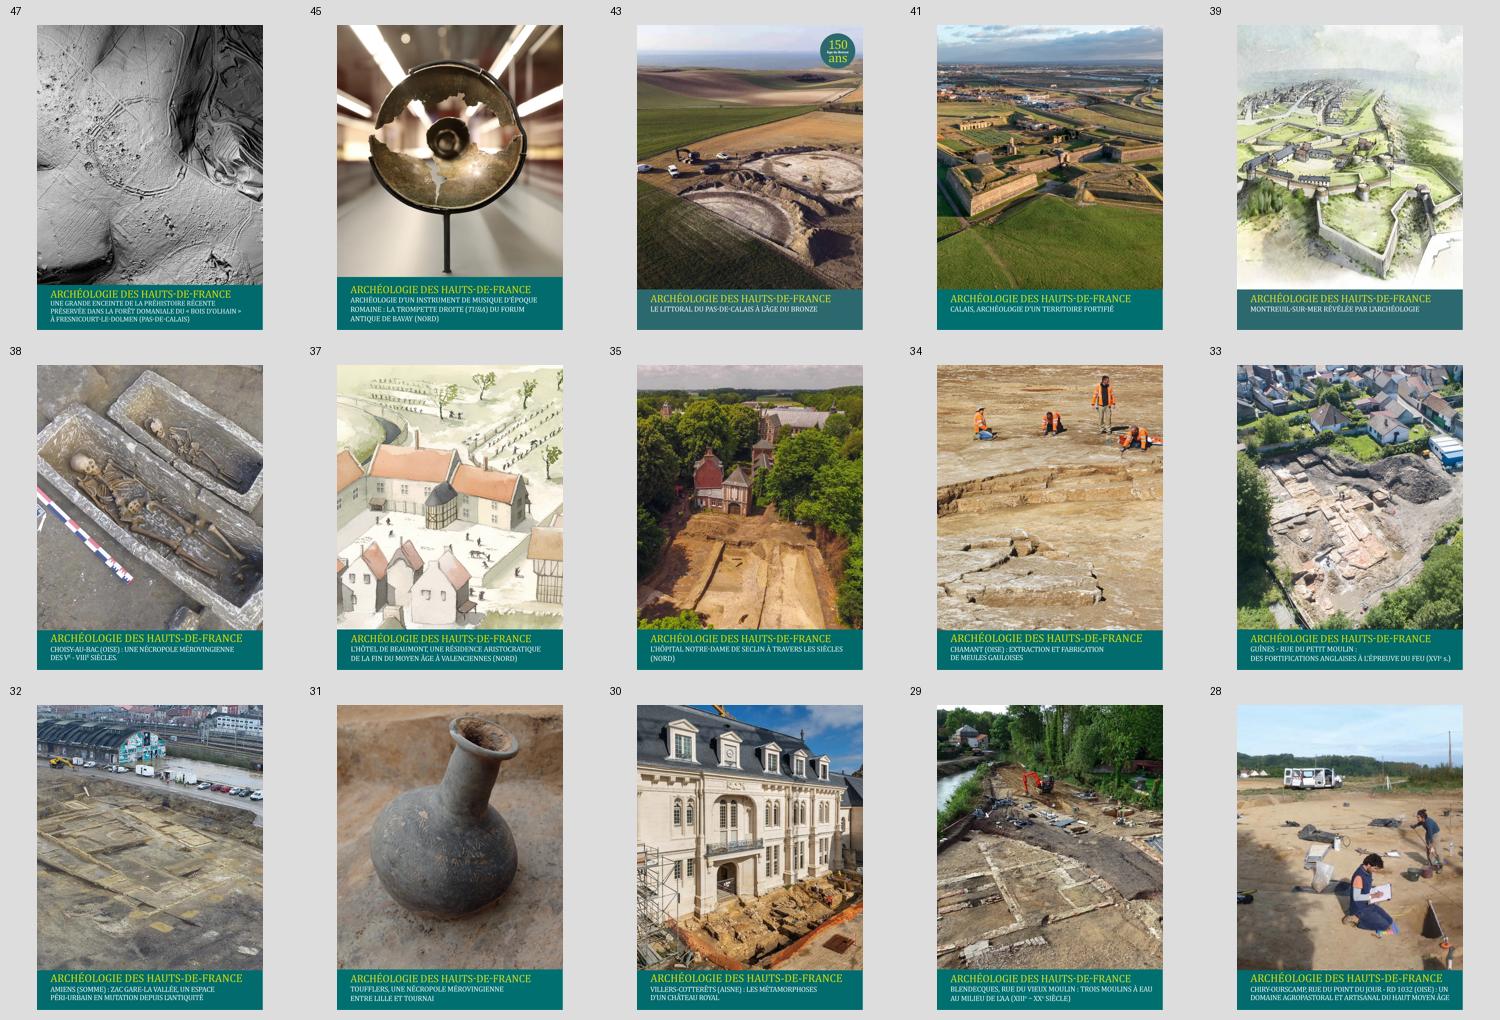 47
45
43
41
39
150
âge du Bronze
ans
ARCHÉOLOGIE DES HAUTS-DE-FRANCE
UNE GRANDE ENCEINTE DE LA PRÉHISTOIRE RÉCENTE
PRÉSERVÉE DANS LA FORÊT DOMANIALE DU « BOIS D'OLHAIN »
À FRESNICOURT-LE-DOLMEN (PAS-DE-CALAIS)
ARCHÉOLOGIE DES HAUTS-DE-FRANCE
ARCHÉOLOGIE D'UN INSTRUMENT DE MUSIQUE D'ÉPOQUE
ROMAINE : LA TROMPETTE DROITE (TUBA) DU FORUM
ANTIQUE DE BAVAY (NORD)
ARCHÉOLOGIE DES HAUTS-DE-FRANCE
LE LITTORAL DU PAS-DE-CALAIS À L'ÂGE DU BRONZE
ARCHÉOLOGIE DES HAUTS-DE-FRANCE
CALAIS, ARCHÉOLOGIE D'UN TERRITOIRE FORTIFIÉ
ARCHÉOLOGIE DES HAUTS-DE-FRANCE
MONTREUIL-SUR-MER RÉVÉLÉE PAR L'ARCHÉOLOGIE
38
37
35
34
33
ARCHÉOLOGIE DES HAUTS-DE-FRANCE
CHOISY-AU-BAC (OISE) : UNE NÉCROPOLE MÉROVINGIENNE
DES Ve - VIIIe SIÈCLES.
ARCHÉOLOGIE DES HAUTS-DE-FRANCE
L'HÔTEL DE BEAUMONT, UNE RÉSIDENCE ARISTOCRATIQUE
DE LA FIN DU MOYEN ÂGE À VALENCIENNES (NORD)
ARCHÉOLOGIE DES HAUTS-DE-FRANCE
L'HÔPITAL NOTRE-DAME DE SECLIN À TRAVERS LES SIÈCLES
(NORD)
ARCHÉOLOGIE DES HAUTS-DE-FRANCE
CHAMANT (OISE) : EXTRACTION ET FABRICATION
DE MEULES GAULOISES
ARCHÉOLOGIE DES HAUTS-DE-FRANCE
GUÎNES - RUE DU PETIT MOULIN :
DES FORTIFICATIONS ANGLAISES À L'ÉPREUVE DU FEU (XVIe s.)
32
31
30
29
28
ARCHÉOLOGIE DES HAUTS-DE-FRANCE
AMIENS (SOMME) : ZAC GARE-LA VALLÉE, UN ESPACE
PÉRI-URBAIN EN MUTATION DEPUIS L'ANTIQUITÉ
ARCHÉOLOGIE DES HAUTS-DE-FRANCE
TOUFFLERS, UNE NÉCROPOLE MÉROVINGIENNE
ENTRE LILLE ET TOURNAI
ARCHÉOLOGIE DES HAUTS-DE-FRANCE
VILLERS-COTTERÊTS (AISNE) : LES MÉTAMORPHOSES
D'UN CHÂTEAU ROYAL
ARCHÉOLOGIE DES HAUTS-DE-FRANCE
BLENDECQUES, RUE DU VIEUX MOULIN : TROIS MOULINS À EAU
AU MILIEU DE L'AA (XIIIe - XXe SIÈCLE)
ARCHÉOLOGIE DES HAUTS-DE-FRANCE
CHIRY-OURSCAMP, RUE DU POINT DU JOUR - RD 1032 (OISE) : UN
DOMAINE AGROPASTORAL ET ARTISANAL DU HAUT MOYEN ÂGE